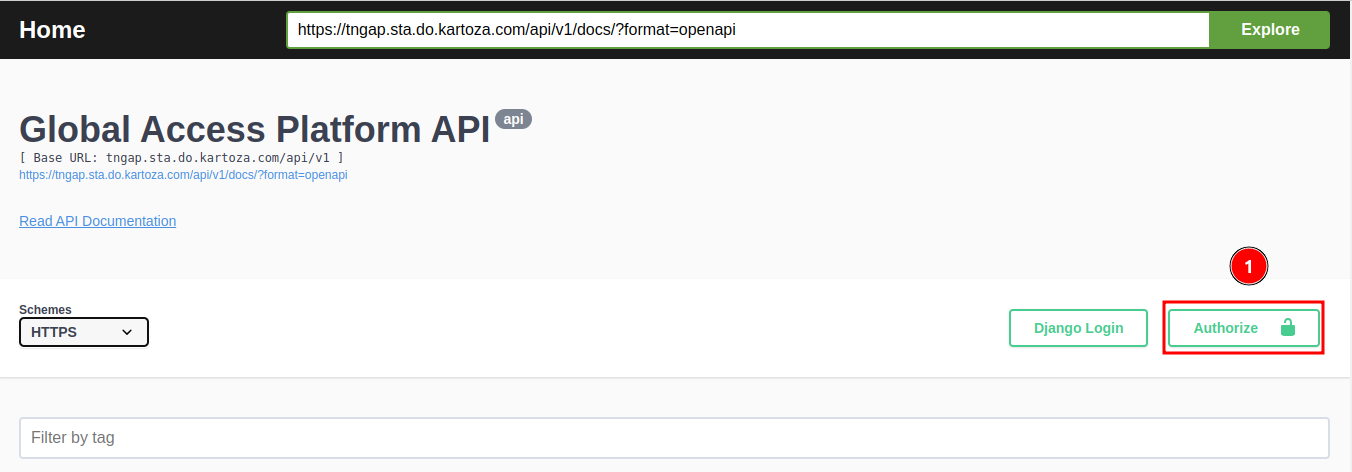 Home
https://tngap.sta.do.kartoza.com/api/v1/docs/?format=openapi
Explore
Global Access Platform API api
[ Base URL: tngap.sta.do.kartoza.com/api/v1 ]
https://tngap.sta.do.kartoza.com/api/v1/docs/?format=openapi
Read API Documentation
1
Schemes
HTTPS
Django Login
Authorize
Filter by tag